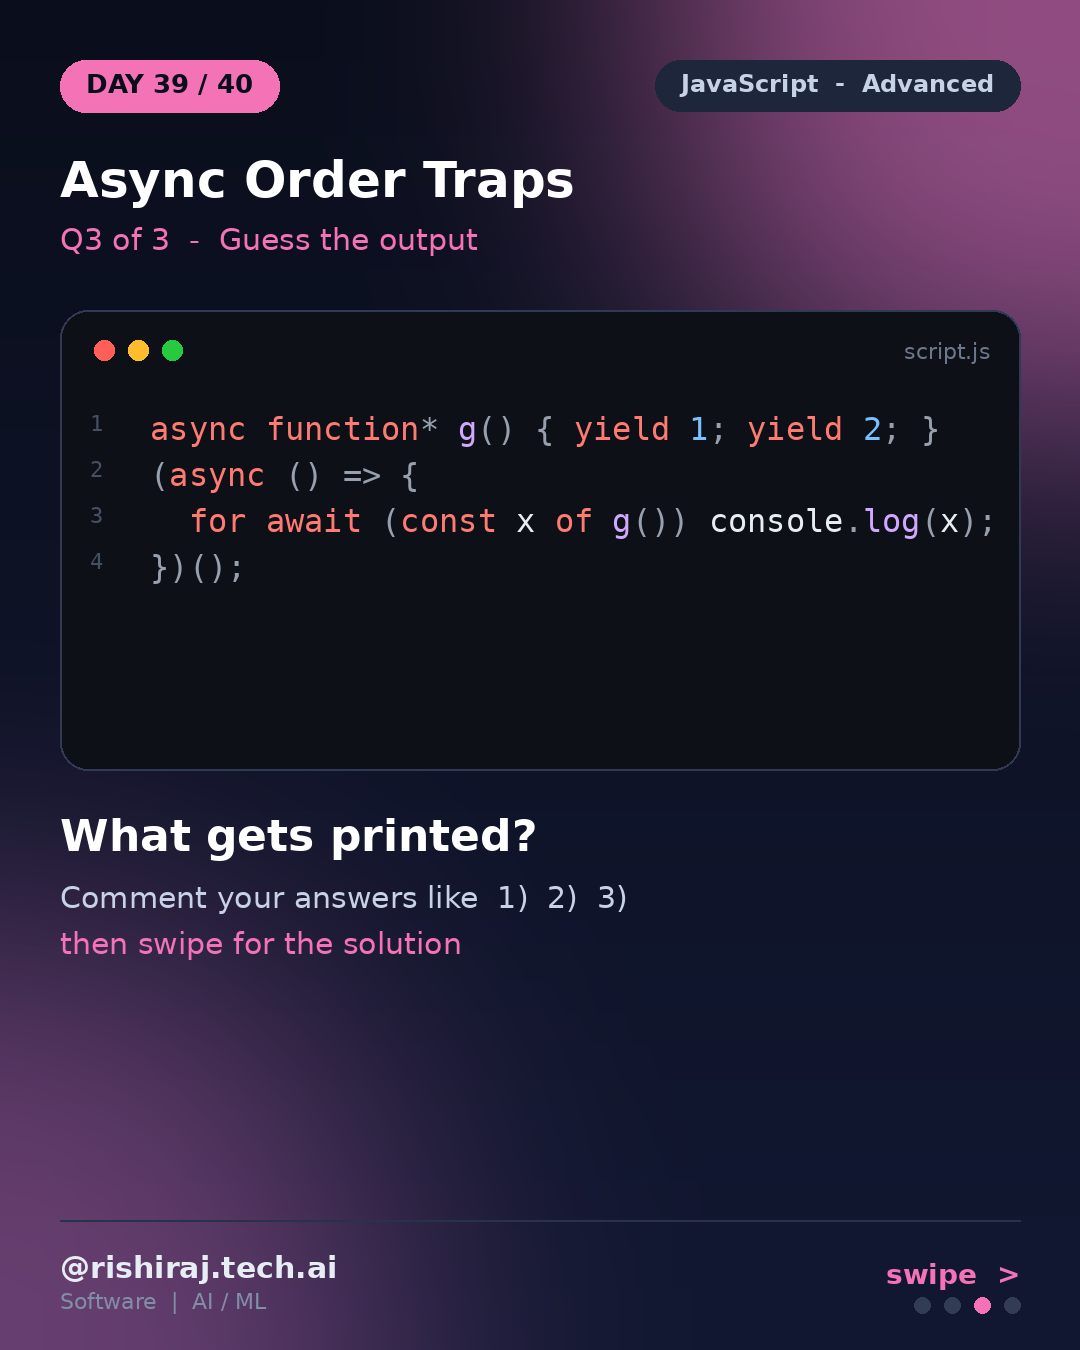 DAY 39 / 40
JavaScript - Advanced
Async Order Traps
Q3 of 3 - Guess the output
script.js
1 async function* g() { yield 1; yield 2; }
2 (async () => {
3   for await (const x of g()) console.log(x);
4 })();
What gets printed?
Comment your answers like 1) 2) 3)
then swipe for the solution
@rishiraj.tech.ai
Software | AI / ML
swipe >